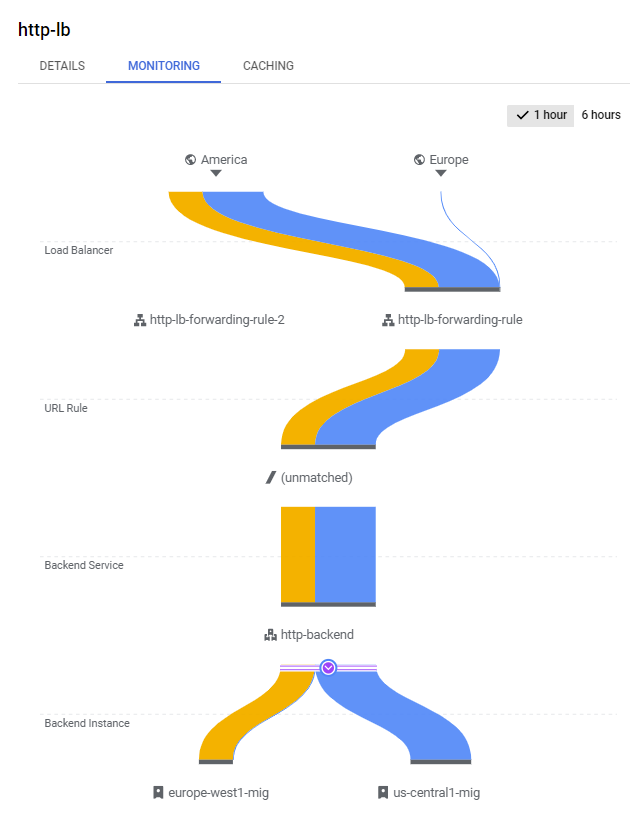 http-lb
DETAILS MONITORING CACHING
1 hour 6 hours
America Europe
Load Balancer
http-lb-forwarding-rule-2 http-lb-forwarding-rule
URL Rule
(unmatched)
Backend Service
http-backend
Backend Instance
europe-west1-mig us-central1-mig